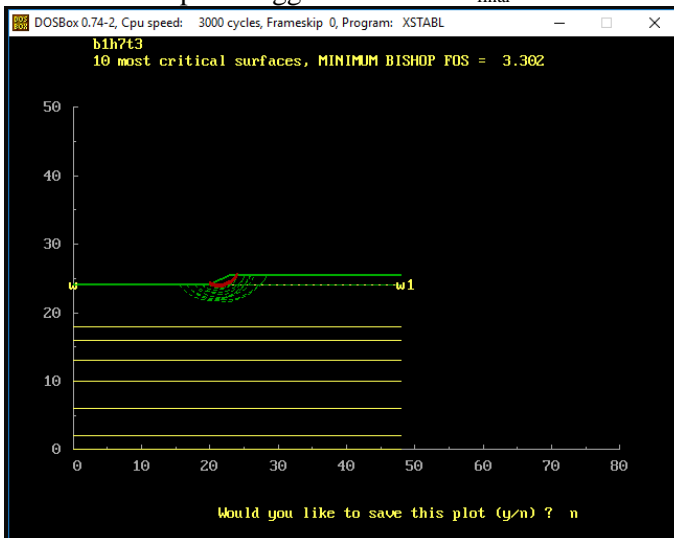 DOSBox 0.74-2, Cpu speed: 3000 cycles, Frameskip 0, Program: XSTABL
b1h7t3
10 most critical surfaces, MINIMUM BISHOP FOS = 3.302
50
40
30
w w1
20
10
0
0 10 20 30 40 50 60 70 80
Would you like to save this plot (y/n) ? n